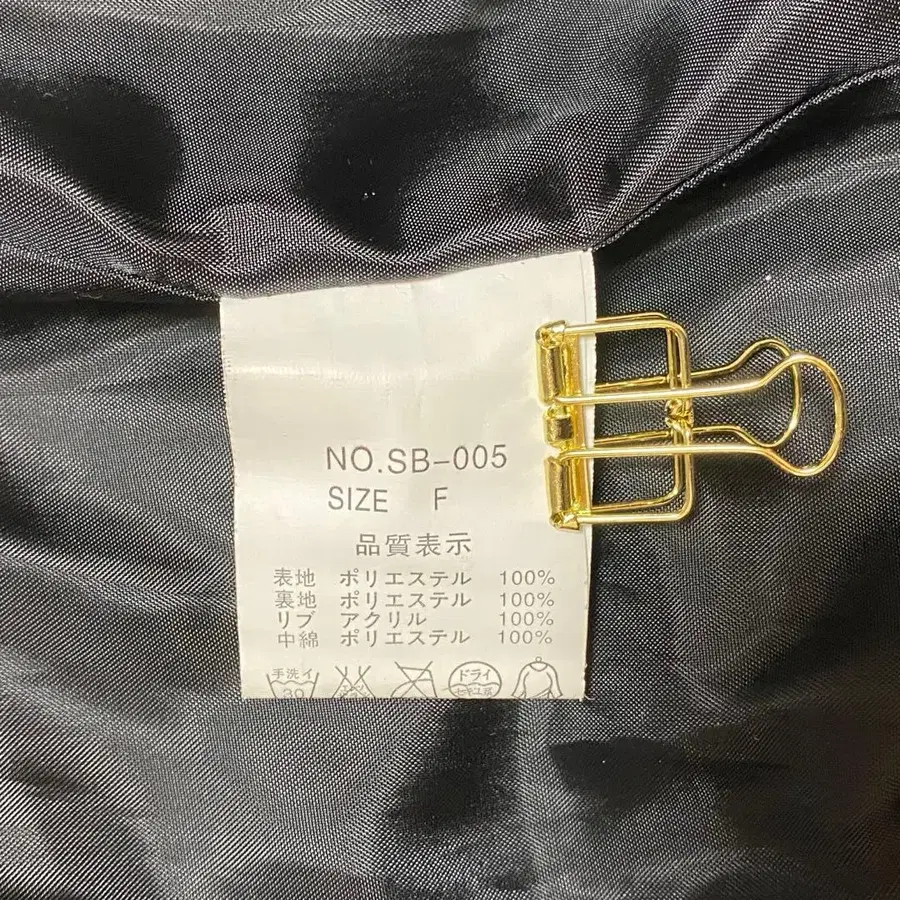 NO.SB-005
SIZE F
品質表示
表地 ポリエステル 100%
裏地 ポリエステル 100%
リブ アクリル 100%
中綿 ポリエステル 100%
手洗イ 30 ドライ